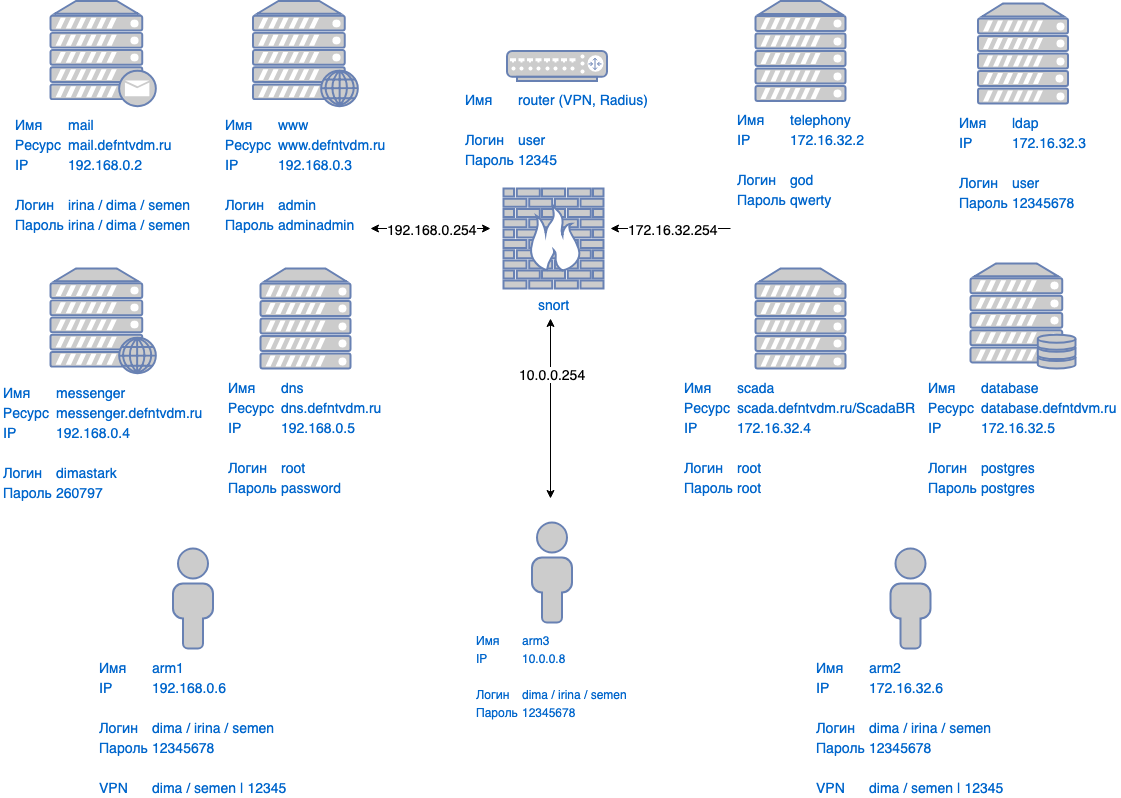 Имя mail
Ресурс mail.defntvdm.ru
IP 192.168.0.2
Логин irina / dima / semen
Пароль irina / dima / semen
Имя www
Ресурс www.defntvdm.ru
IP 192.168.0.3
Логин admin
Пароль adminadmin
Имя router (VPN, Radius)
Логин user
Пароль 12345
Имя telephony
IP 172.16.32.2
Логин god
Пароль qwerty
Имя ldap
IP 172.16.32.3
Логин user
Пароль 12345678
192.168.0.254
172.16.32.254
snort
10.0.0.254
Имя messenger
Ресурс messenger.defntvdm.ru
IP 192.168.0.4
Логин dimastark
Пароль 260797
Имя dns
Ресурс dns.defntvdm.ru
IP 192.168.0.5
Логин root
Пароль password
Имя scada
Ресурс scada.defntvdm.ru/ScadaBR
IP 172.16.32.4
Логин root
Пароль root
Имя database
Ресурс database.defntdvm.ru
IP 172.16.32.5
Логин postgres
Пароль postgres
Имя arm1
IP 192.168.0.6
Логин dima / irina / semen
Пароль 12345678
VPN dima / semen | 12345
Имя arm3
IP 10.0.0.8
Логин dima / irina / semen
Пароль 12345678
Имя arm2
IP 172.16.32.6
Логин dima / irina / semen
Пароль 12345678
VPN dima / semen | 12345